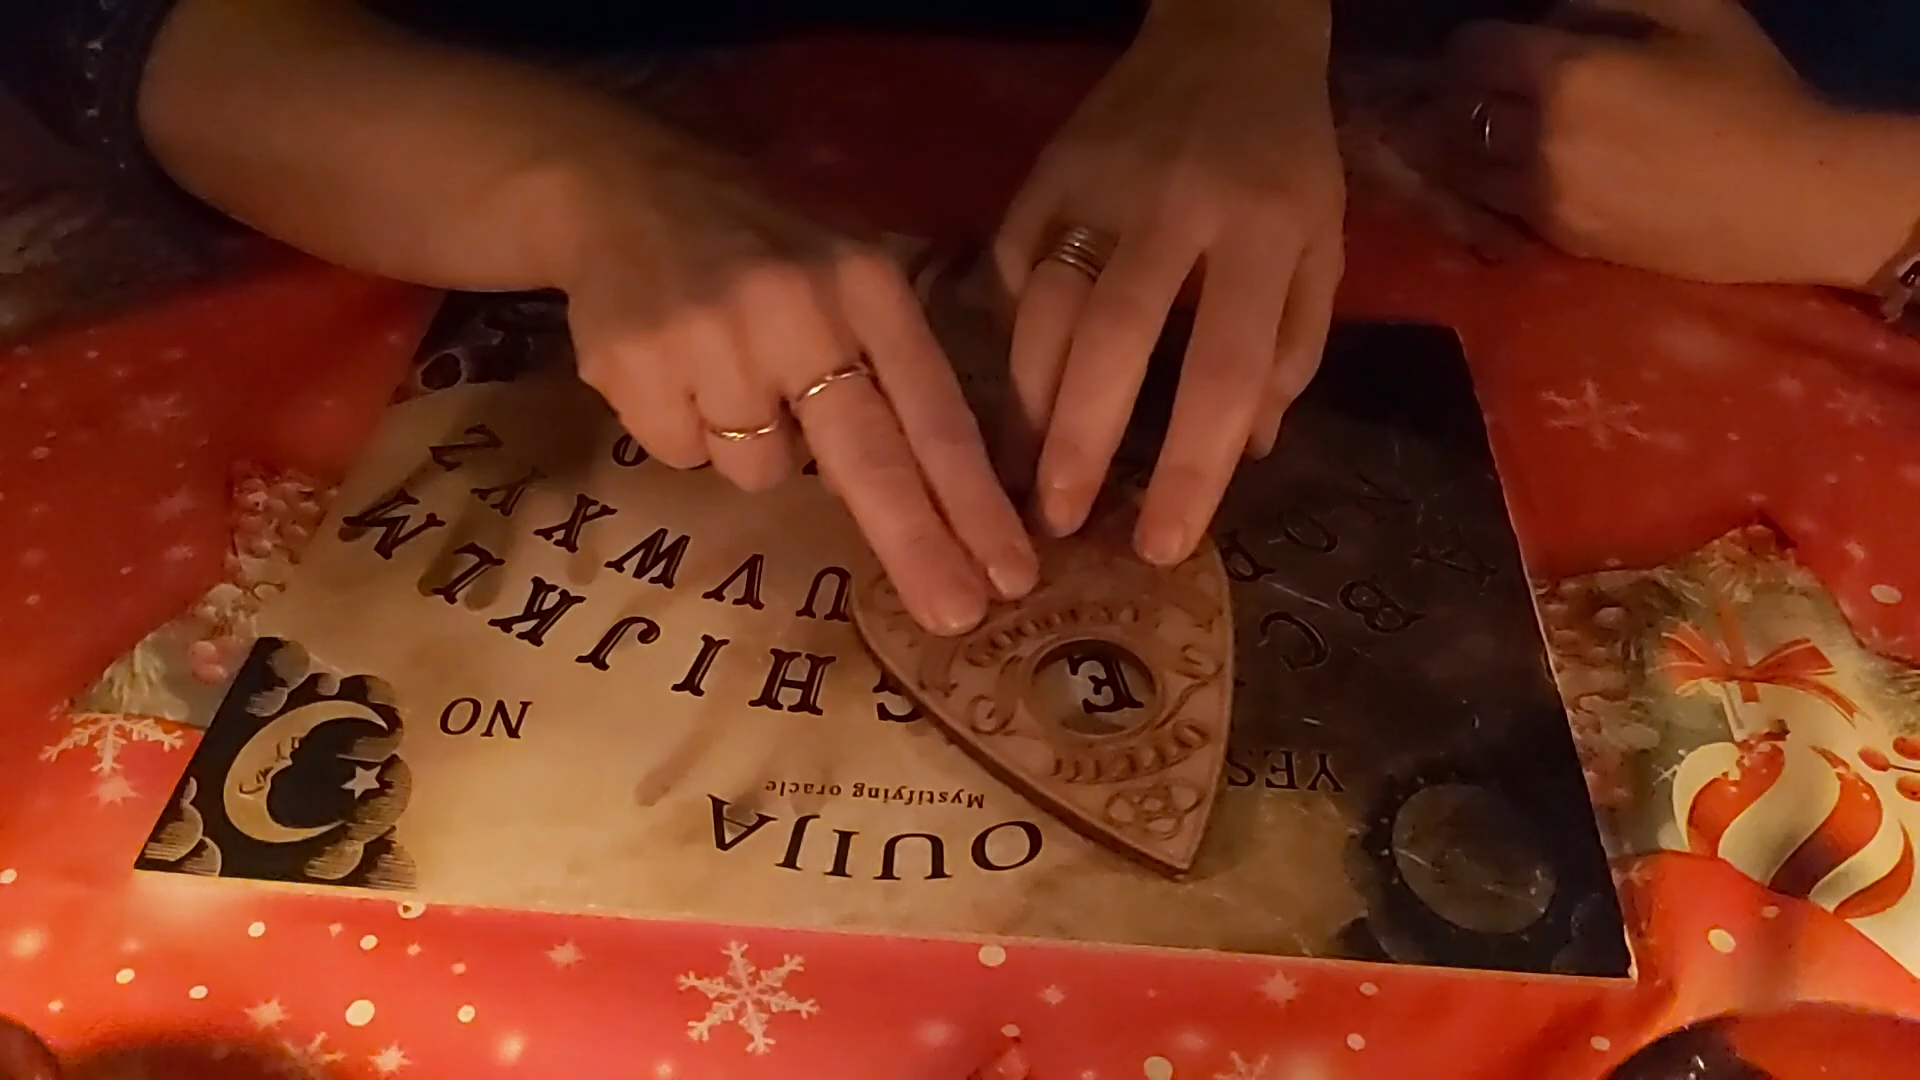 OUIJA
Mystifying oracle
YES NO
A B C E G H I J K L M
N O P U V W X Y Z